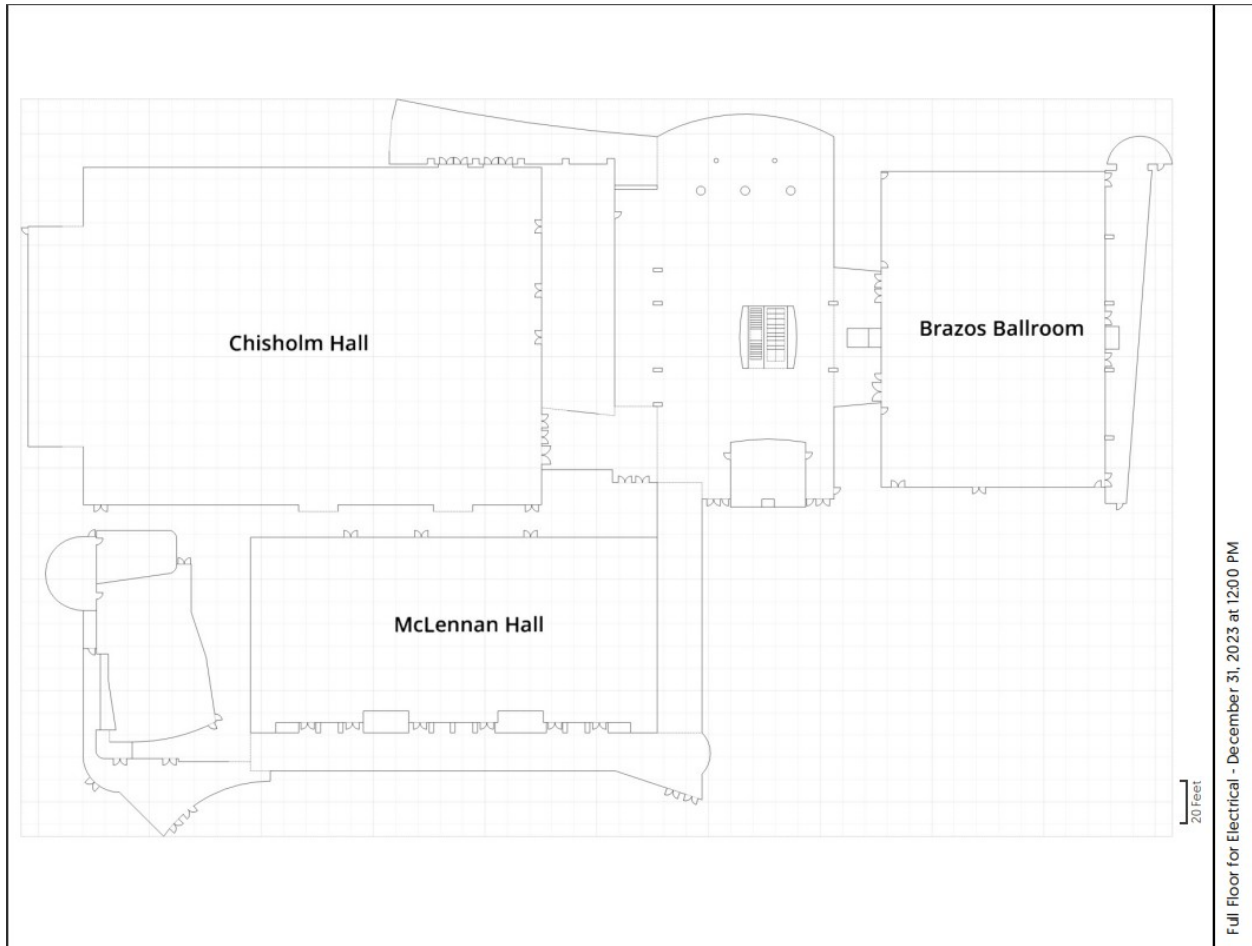 Chisholm Hall
Brazos Ballroom
McLennan Hall
20 Feet
Full Floor for Electrical - December 31, 2023 at 12:00 PM